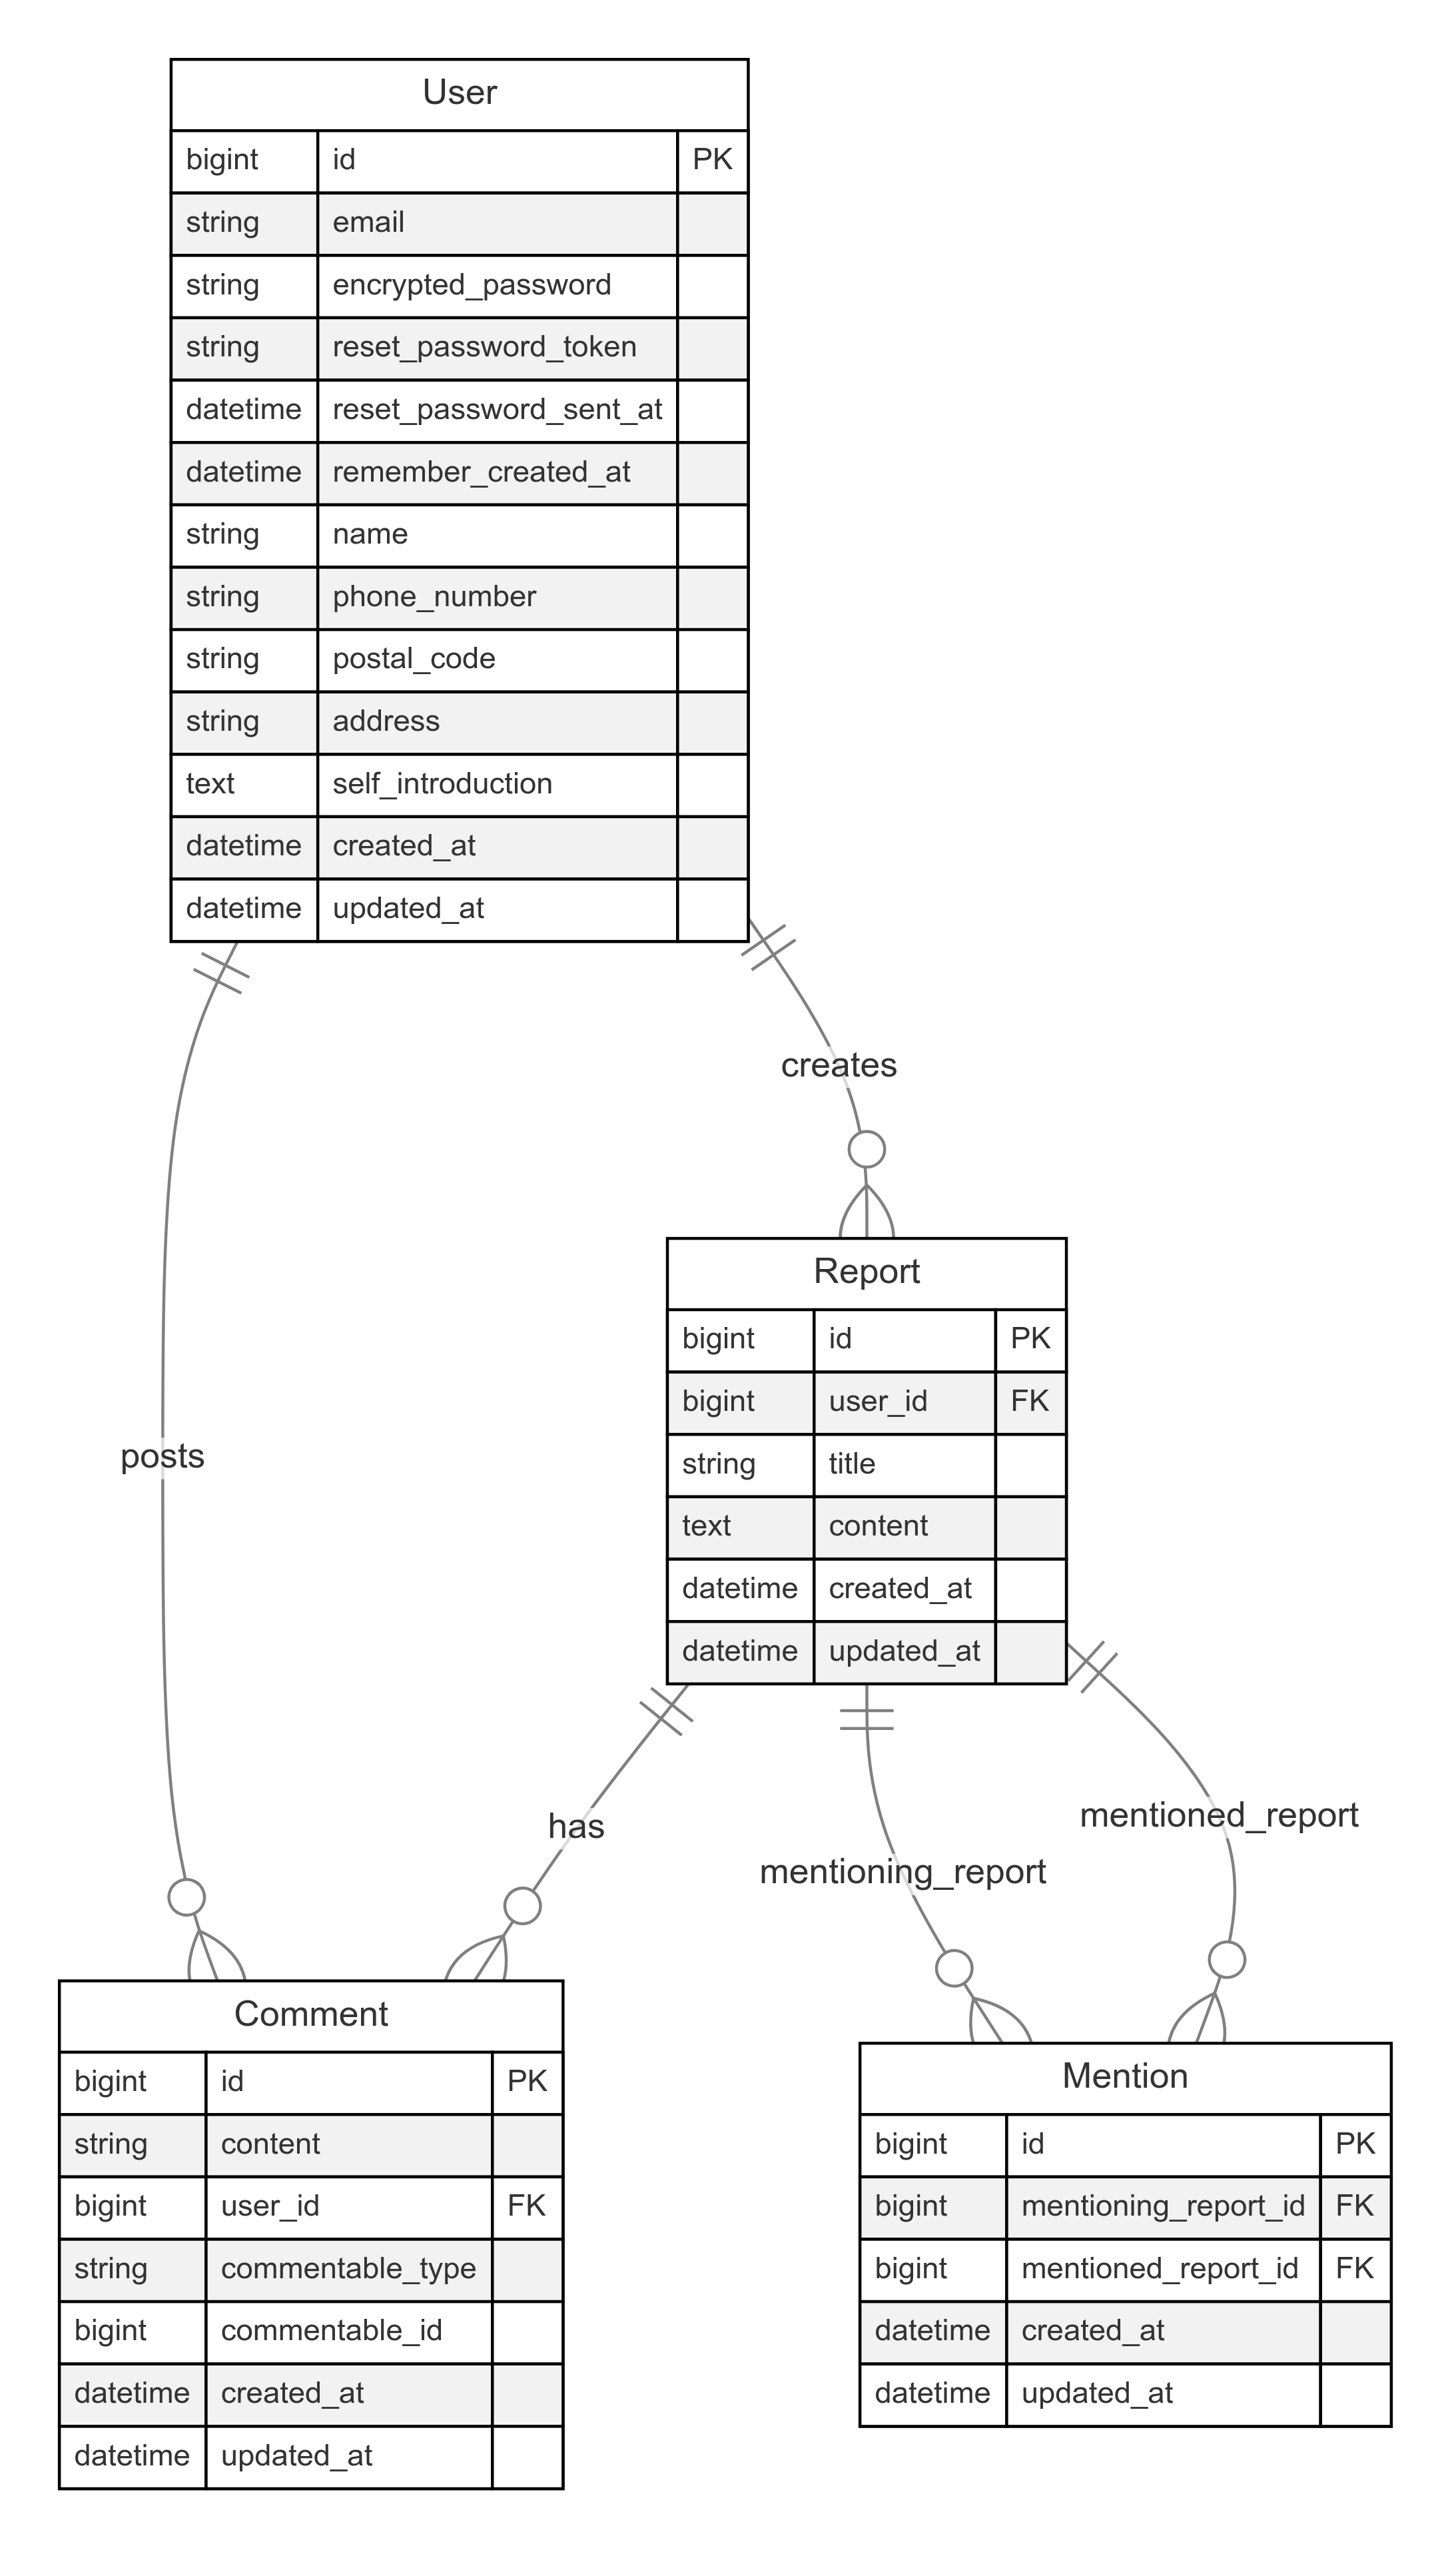 User
bigint id PK
string email
string encrypted_password
string reset_password_token
datetime reset_password_sent_at
datetime remember_created_at
string name
string phone_number
string postal_code
string address
text self_introduction
datetime created_at
datetime updated_at
creates
Report
bigint id PK
bigint user_id FK
string title
text content
datetime created_at
datetime updated_at
posts
has
mentioning_report
mentioned_report
Comment
bigint id PK
string content
bigint user_id FK
string commentable_type
bigint commentable_id
datetime created_at
datetime updated_at
Mention
bigint id PK
bigint mentioning_report_id FK
bigint mentioned_report_id FK
datetime created_at
datetime updated_at